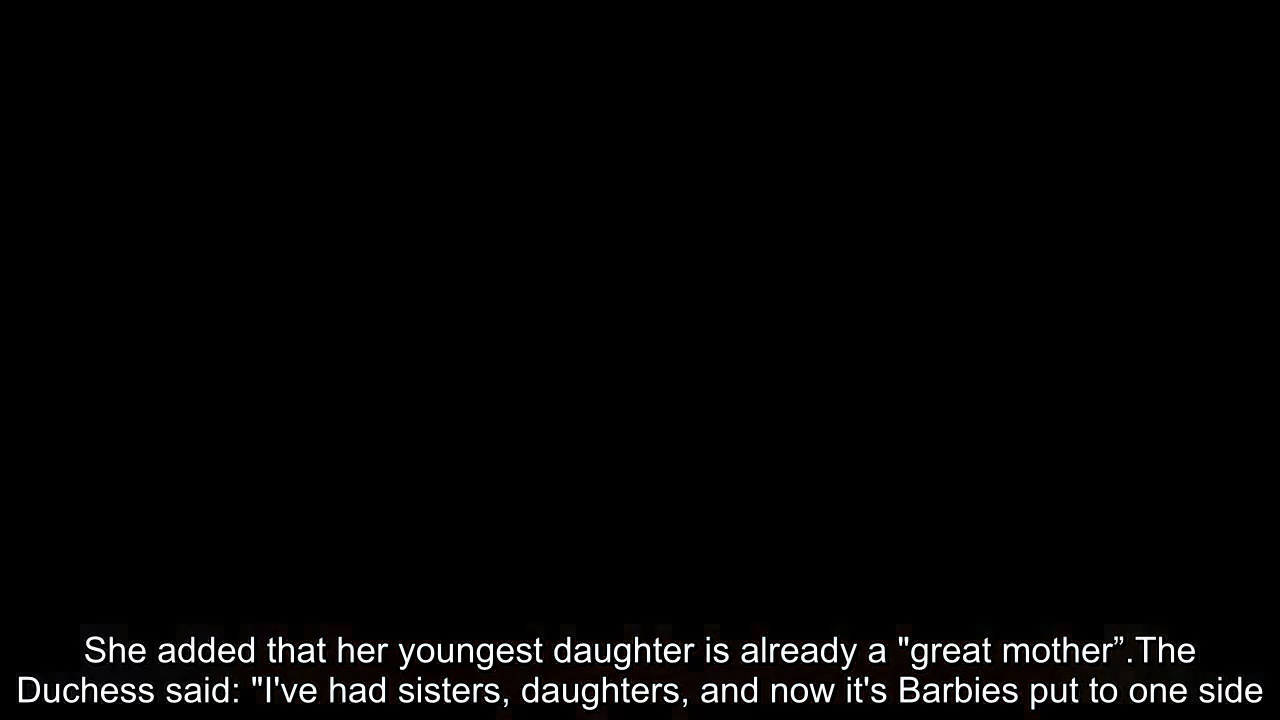 She added that her youngest daughter is already a "great mother”.The
Duchess said: "I've had sisters, daughters, and now it's Barbies put to one side